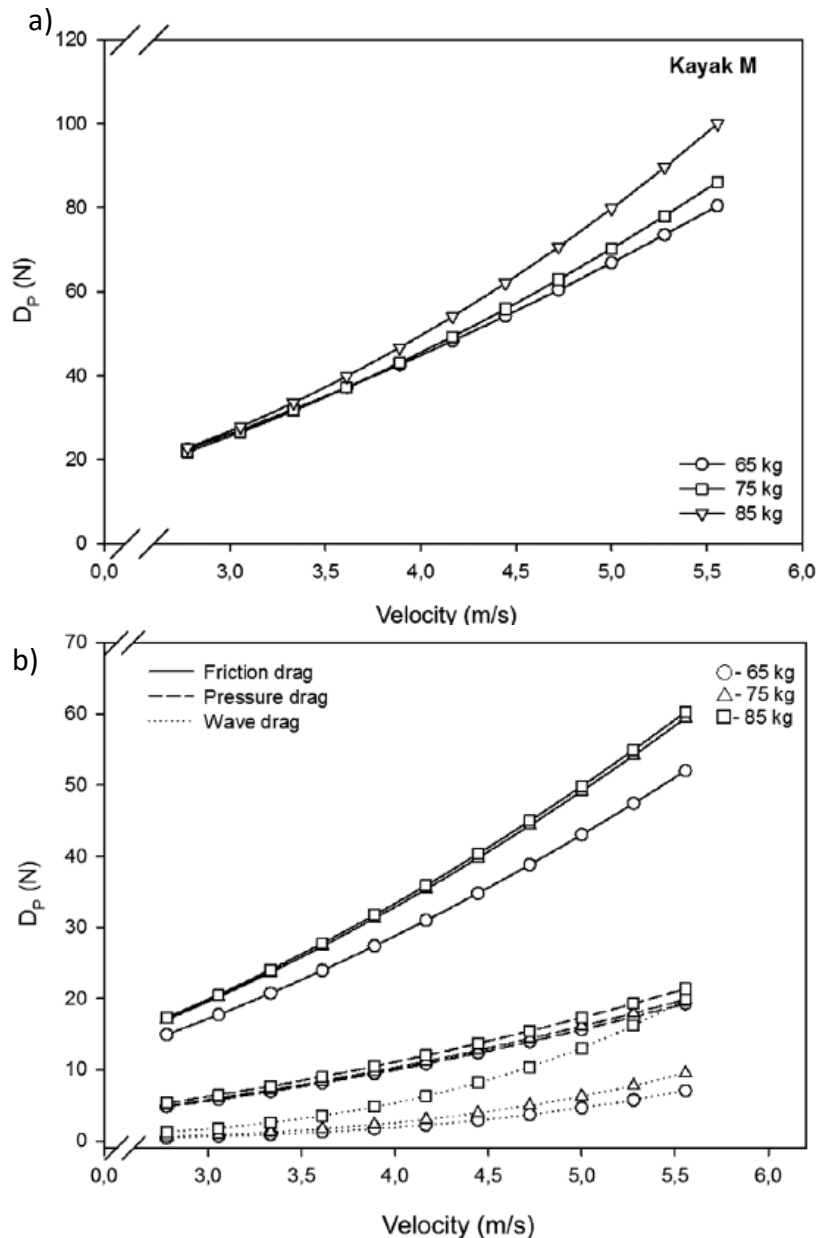 a)
120
100
80
60
40
20
0
D_P (N)
Kayak M
65 kg
75 kg
85 kg
0,0 3,0 3,5 4,0 4,5 5,0 5,5 6,0
Velocity (m/s)
b)
70
60
50
40
30
20
10
0
D_P (N)
Friction drag
Pressure drag
Wave drag
- 65 kg
- 75 kg
- 85 kg
0,0 3,0 3,5 4,0 4,5 5,0 5,5 6,0
Velocity (m/s)